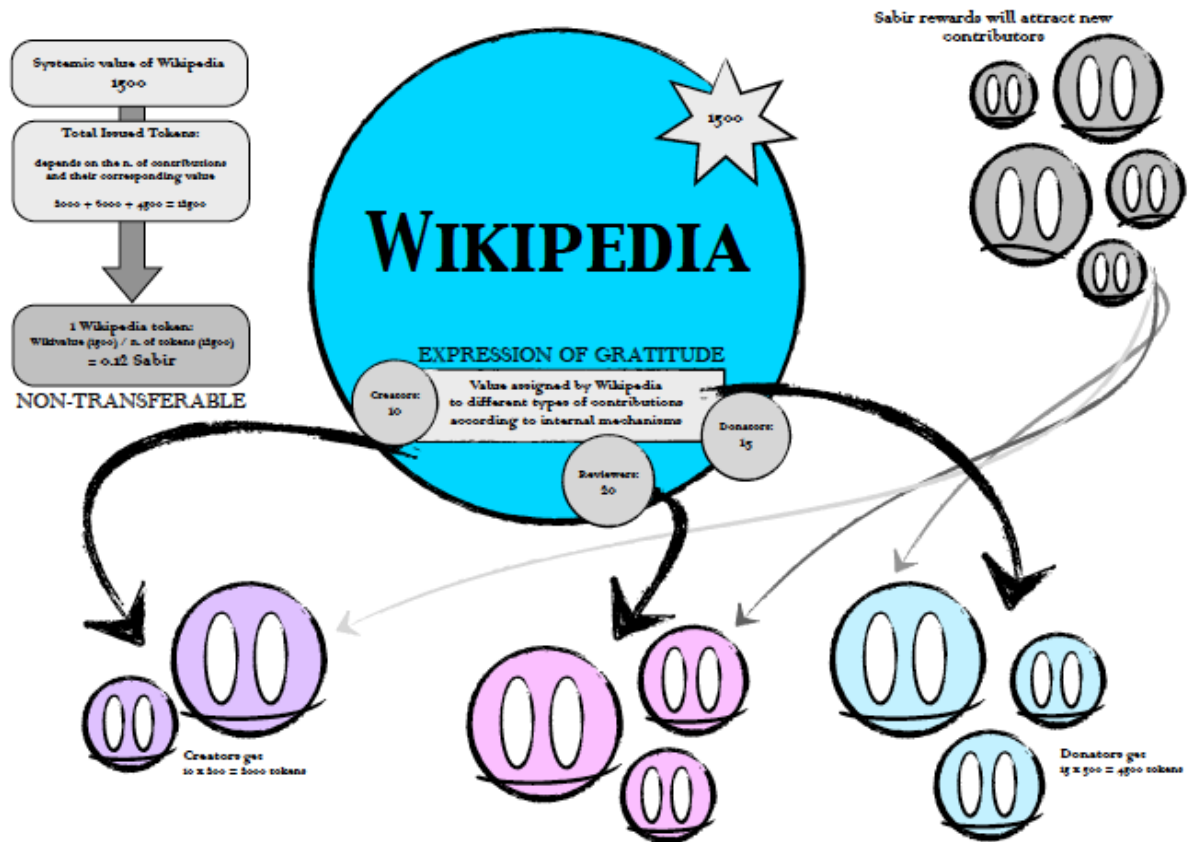 Systemic value of Wikipedia
1500
Total Issued Tokens:
depends on the n. of contributions
and their corresponding value
2000 + 6000 + 4500 = 12500
1 Wikipedia token:
Wikivalue (1500) / n. of tokens (12500)
= 0.12 Sabir
NON-TRANSFERABLE
1500
WIKIPEDIA
EXPRESSION OF GRATITUDE
Value assigned by Wikipedia
to different types of contributions
according to internal mechanisms
Creators:
10
Reviewers:
20
Donators:
15
Sabir rewards will attract new
contributors
Creators get
10 x 200 = 2000 tokens
Donators get
15 x 300 = 4500 tokens